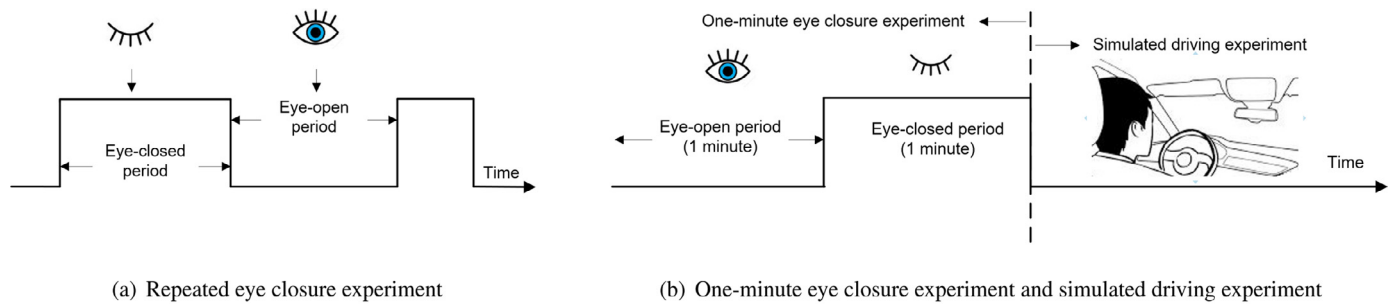 Eye-open
period
Eye-closed
period
Time
(a) Repeated eye closure experiment
One-minute eye closure experiment
Simulated driving experiment
Eye-open period
(1 minute)
Eye-closed period
(1 minute)
Time
(b) One-minute eye closure experiment and simulated driving experiment